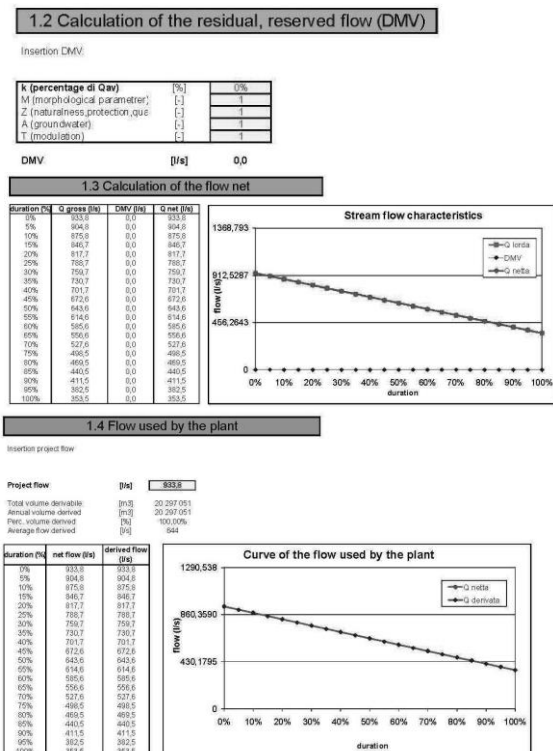 1.2 Calculation of the residual, reserved flow (DMV)
Insertion DMV:
k (percentage di Qav) [%] 0%
M (morphological parametrer) [-] 1
Z (naturalness,protection,qua [-] 1
A (groundwater) [-] 1
T (modulation) [-] 1
DMV [l/s] 0,0
1.3 Calculation of the flow net
duration (%) Q gross (l/s) DMV (l/s) Q net (l/s)
0% 933,8 0,0 933,8
5% 904,8 0,0 904,8
10% 875,8 0,0 875,8
15% 846,7 0,0 846,7
20% 817,7 0,0 817,7
25% 788,7 0,0 788,7
30% 759,7 0,0 759,7
35% 730,7 0,0 730,7
40% 701,7 0,0 701,7
45% 672,6 0,0 672,6
50% 643,6 0,0 643,6
55% 614,6 0,0 614,6
60% 585,6 0,0 585,6
65% 556,6 0,0 556,6
70% 527,6 0,0 527,6
75% 498,5 0,0 498,5
80% 469,5 0,0 469,5
85% 440,5 0,0 440,5
90% 411,5 0,0 411,5
95% 382,5 0,0 382,5
100% 353,5 0,0 353,5
Stream flow characteristics
1368,793
912,5287
456,2643
0
flow (l/s)
0% 10% 20% 30% 40% 50% 60% 70% 80% 90% 100%
duration
Q lorda
DMV
Q netta
1.4 Flow used by the plant
Insertion project flow
Project flow [l/s] 933,8
Total volume derivabile [m3] 20 297 051
Annual volume derived [m3] 20 297 051
Perc. volume derived [%] 100,00%
Average flow derived [l/s] 644
duration (%) net flow (l/s) derived flow (l/s)
0% 933,8 933,8
5% 904,8 904,8
10% 875,8 875,8
15% 846,7 846,7
20% 817,7 817,7
25% 788,7 788,7
30% 759,7 759,7
35% 730,7 730,7
40% 701,7 701,7
45% 672,6 672,6
50% 643,6 643,6
55% 614,6 614,6
60% 585,6 585,6
65% 556,6 556,6
70% 527,6 527,6
75% 498,5 498,5
80% 469,5 469,5
85% 440,5 440,5
90% 411,5 411,5
95% 382,5 382,5
100% 353,5 353,5
Curve of the flow used by the plant
1290,538
860,3590
430,1795
0
flow (l/s)
0% 10% 20% 30% 40% 50% 60% 70% 80% 90% 100%
duration
Q netta
Q derivata